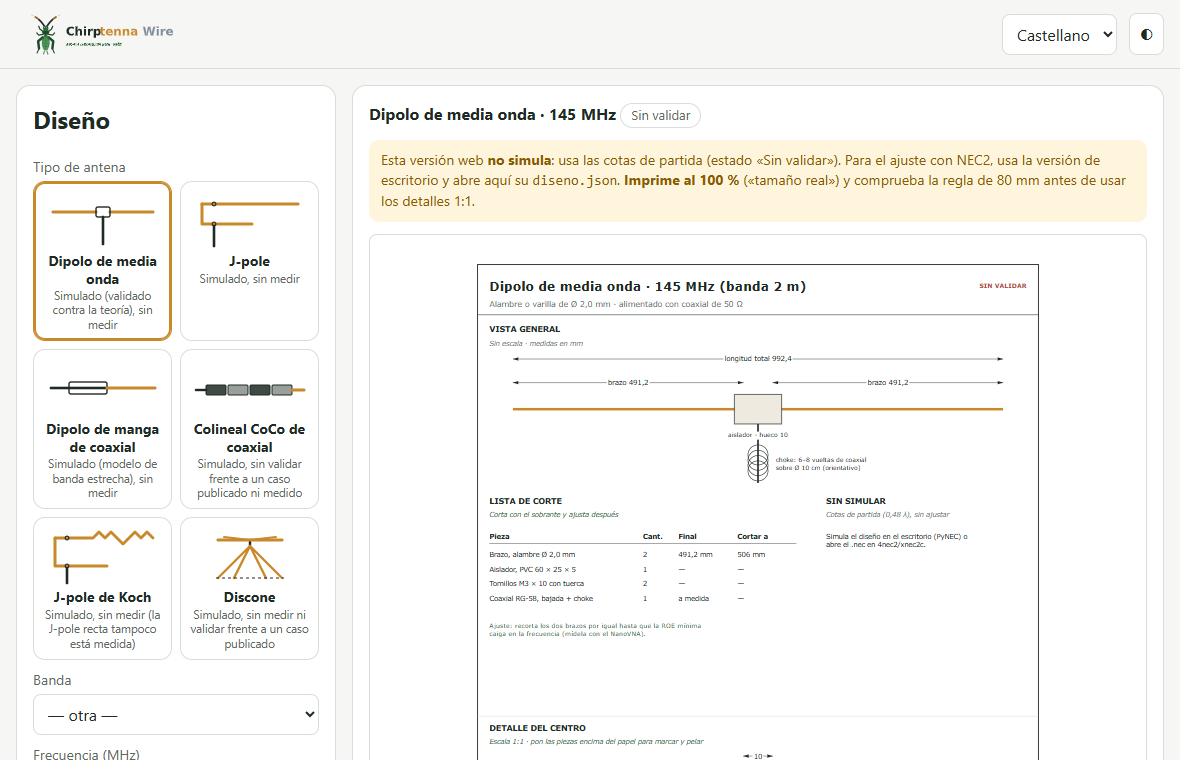 Chirptenna Wire
Castellano
Diseño
Tipo de antena
Dipolo de media
onda
Simulado (validado
contra la teoría), sin
medir
J-pole
Simulado, sin medir
Dipolo de manga
de coaxial
Simulado (modelo de
banda estrecha), sin
medir
Colineal CoCo de
coaxial
Simulado, sin validar
frente a un caso
publicado ni medido
J-pole de Koch
Simulado, sin medir (la
J-pole recta tampoco
está medida)
Discone
Simulado, sin medir ni
validar frente a un caso
publicado
Banda
— otra —
Frecuencia (MHz)
Dipolo de media onda · 145 MHz Sin validar
Esta versión web no simula: usa las cotas de partida (estado «Sin validar»). Para el ajuste con NEC2, usa la versión de
escritorio y abre aquí su diseno.json. Imprime al 100 % («tamaño real») y comprueba la regla de 80 mm antes de usar
los detalles 1:1.
Dipolo de media onda · 145 MHz (banda 2 m)
SIN VALIDAR
Alambre o varilla de Ø 2,0 mm · alimentado con coaxial de 50 Ω
VISTA GENERAL
Sin escala · medidas en mm
longitud total 992,4
brazo 491,2 brazo 491,2
aislador · hueco 10
choke: 6–8 vueltas de coaxial
sobre Ø 10 cm (orientativo)
LISTA DE CORTE
Corta con el sobrante y ajusta después
Pieza Cant. Final Cortar a
Brazo, alambre Ø 2,0 mm 2 491,2 mm 506 mm
Aislador, PVC 60 × 25 × 5 1 — —
Tornillos M3 × 10 con tuerca 2 — —
Coaxial RG-58, bajada + choke 1 a medida —
Ajuste: recorta los dos brazos por igual hasta que la ROE mínima
caiga en la frecuencia (mídela con el NanoVNA).
SIN SIMULAR
Cotas de partida (0,48 λ), sin ajustar
Simula el diseño en el escritorio (PyNEC) o
abre el .nec en 4nec2/xnec2c.
DETALLE DEL CENTRO
Escala 1:1 · pon las piezas encima del papel para marcar y pelar
10